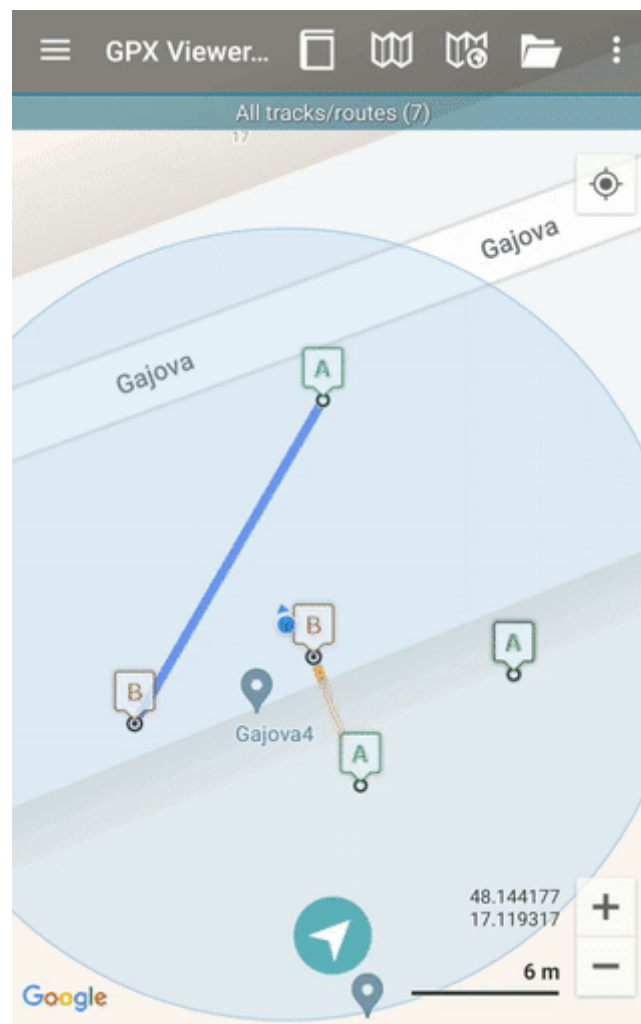 GPX Viewer...
All tracks/routes (7)
17
Gajova
Gajova
A
B
A
B
Gajova4
A
48.144177
17.119317
6 m
Google